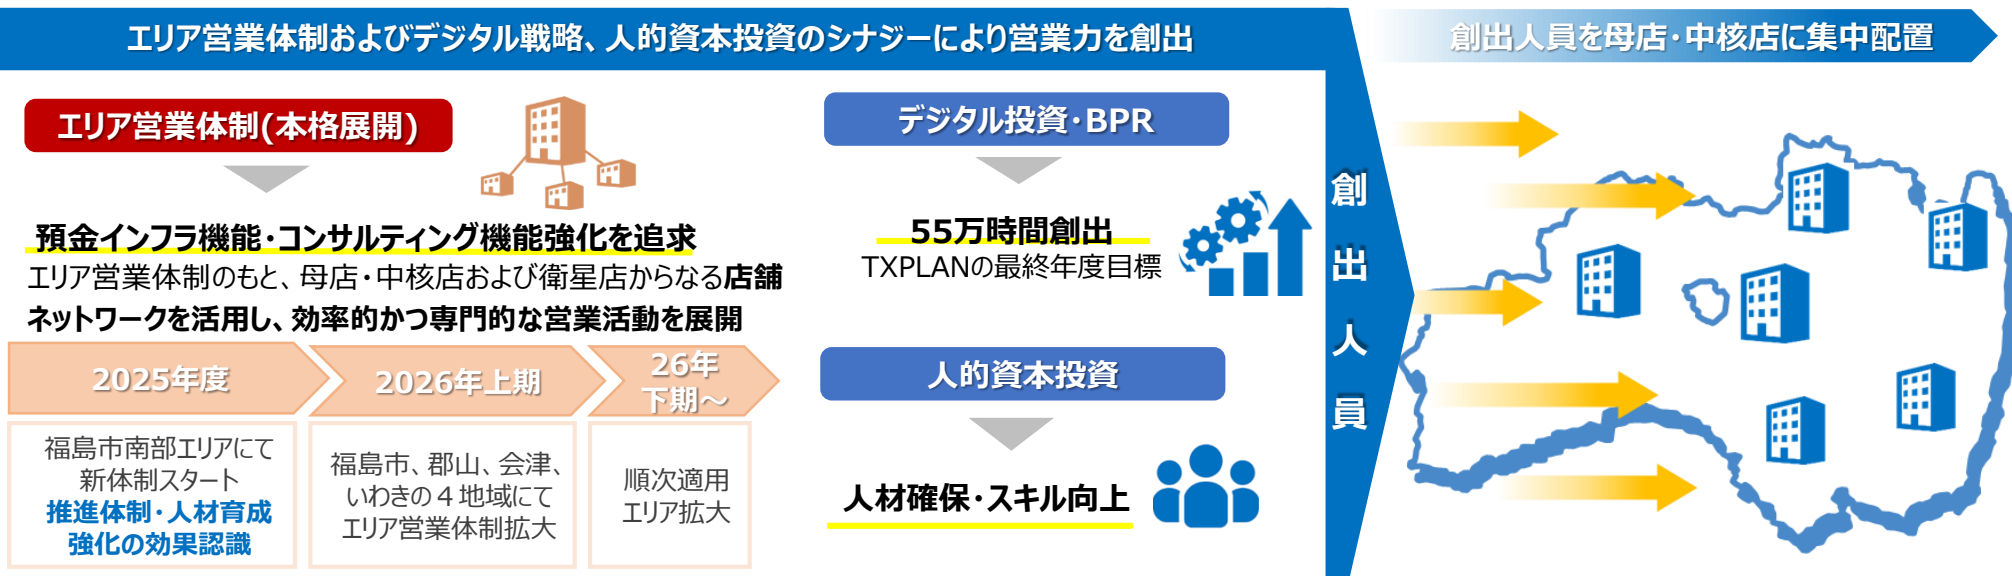 エリア営業体制およびデジタル戦略、人的資本投資のシナジーにより営業力を創出
創出人員を母店・中核店に集中配置
エリア営業体制(本格展開)
預金インフラ機能・コンサルティング機能強化を追求
エリア営業体制のもと、母店・中核店および衛星店からなる店舗
ネットワークを活用し、効率的かつ専門的な営業活動を展開
2025年度
福島市南部エリアにて
新体制スタート
推進体制・人材育成
強化の効果認識
2026年上期
福島市、郡山、会津、
いわきの４地域にて
エリア営業体制拡大
26年
下期～
順次適用
エリア拡大
デジタル投資・BPR
55万時間創出
TXPLANの最終年度目標
人的資本投資
人材確保・スキル向上
創出人員